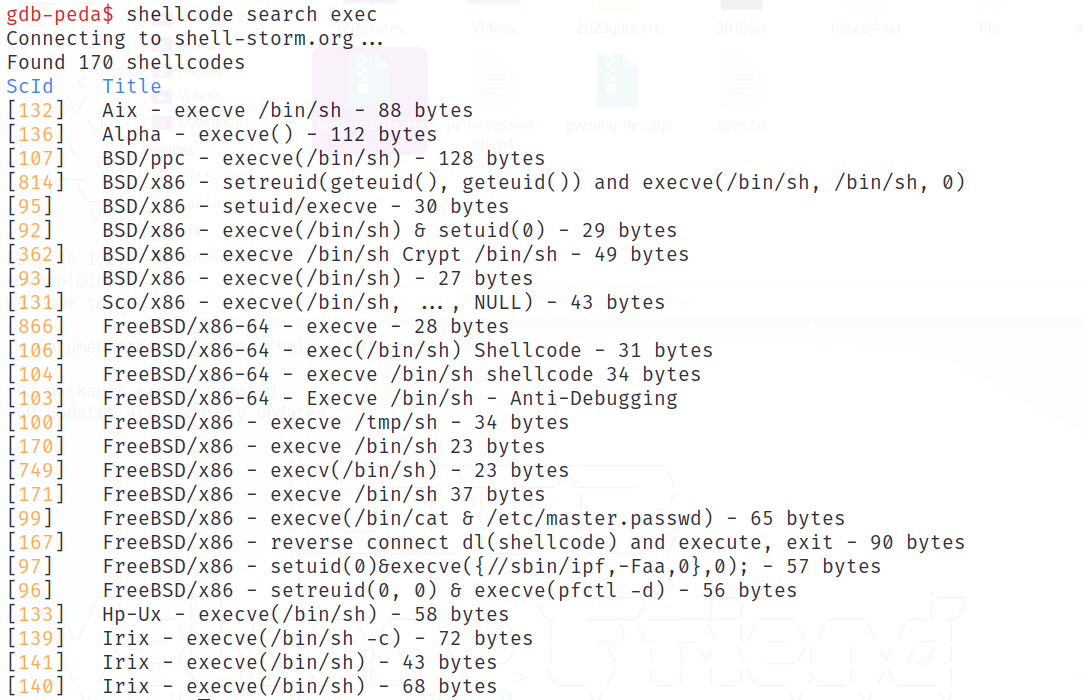 gdb-peda$ shellcode search exec
Connecting to shell-storm.org...
Found 170 shellcodes
ScId    Title
[132]   Aix - execve /bin/sh - 88 bytes
[136]   Alpha - execve() - 112 bytes
[107]   BSD/ppc - execve(/bin/sh) - 128 bytes
[814]   BSD/x86 - setreuid(geteuid(), geteuid()) and execve(/bin/sh, /bin/sh, 0)
[95]    BSD/x86 - setuid/execve - 30 bytes
[92]    BSD/x86 - execve(/bin/sh) & setuid(0) - 29 bytes
[362]   BSD/x86 - execve /bin/sh Crypt /bin/sh - 49 bytes
[93]    BSD/x86 - execve(/bin/sh) - 27 bytes
[131]   Sco/x86 - execve(/bin/sh, ..., NULL) - 43 bytes
[866]   FreeBSD/x86-64 - execve - 28 bytes
[106]   FreeBSD/x86-64 - exec(/bin/sh) Shellcode - 31 bytes
[104]   FreeBSD/x86-64 - execve /bin/sh shellcode 34 bytes
[103]   FreeBSD/x86-64 - Execve /bin/sh - Anti-Debugging
[100]   FreeBSD/x86 - execve /tmp/sh - 34 bytes
[170]   FreeBSD/x86 - execve /bin/sh 23 bytes
[749]   FreeBSD/x86 - execv(/bin/sh) - 23 bytes
[171]   FreeBSD/x86 - execve /bin/sh 37 bytes
[99]    FreeBSD/x86 - execve(/bin/cat & /etc/master.passwd) - 65 bytes
[167]   FreeBSD/x86 - reverse connect dl(shellcode) and execute, exit - 90 bytes
[97]    FreeBSD/x86 - setuid(0)&execve({//sbin/ipf,-Faa,0},0); - 57 bytes
[96]    FreeBSD/x86 - setreuid(0, 0) & execve(pfctl -d) - 56 bytes
[133]   Hp-Ux - execve(/bin/sh) - 58 bytes
[139]   Irix - execve(/bin/sh -c) - 72 bytes
[141]   Irix - execve(/bin/sh) - 43 bytes
[140]   Irix - execve(/bin/sh) - 68 bytes